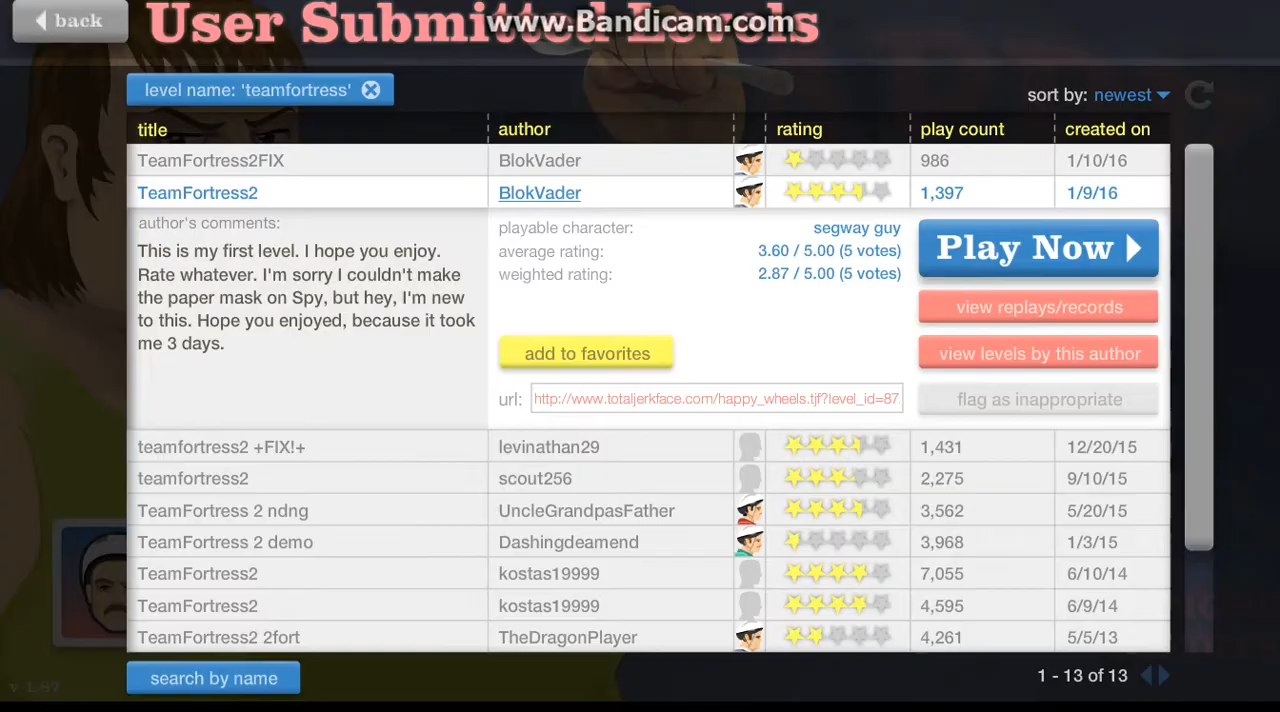 back
User Submitted Levels
www.Bandicam.com
level name: 'teamfortress'
sort by: newest
title author rating play count created on
TeamFortress2FIX BlokVader 986 1/10/16
TeamFortress2 BlokVader 1,397 1/9/16
author's comments:
This is my first level. I hope you enjoy.
Rate whatever. I'm sorry I couldn't make
the paper mask on Spy, but hey, I'm new
to this. Hope you enjoyed, because it took
me 3 days.
playable character: segway guy
average rating: 3.60 / 5.00 (5 votes)
weighted rating: 2.87 / 5.00 (5 votes)
add to favorites
url: http://www.totaljerkface.com/happy_wheels.tjf?level_id=87
Play Now
view replays/records
view levels by this author
flag as inappropriate
teamfortress2 +FIX!+ levinathan29 1,431 12/20/15
teamfortress2 scout256 2,275 9/10/15
TeamFortress 2 ndng UncleGrandpasFather 3,562 5/20/15
TeamFortress 2 demo Dashingdeamend 3,968 1/3/15
TeamFortress2 kostas19999 7,055 6/10/14
TeamFortress2 kostas19999 4,595 6/9/14
TeamFortress2 2fort TheDragonPlayer 4,261 5/5/13
search by name
1 - 13 of 13
v 1.87